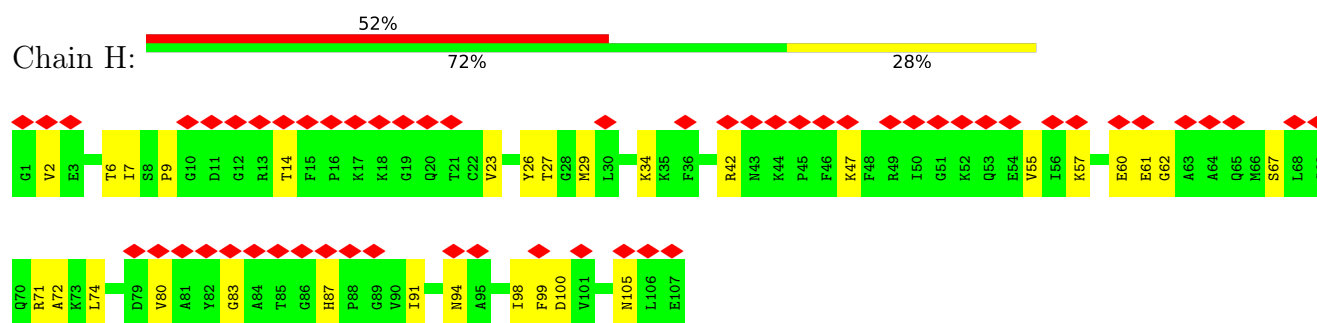 52%
Chain H:
72% 28%
G1 V2 E3 T6 I7 S8 P9 G10 D11 G12 R13 T14 F15 P16 K17 K18 G19 Q20 T21 C22 V23 Y26 T27 G28 M29 L30 K34 K35 F36 R42 N43 K44 P45 F46 K47 F48 R49 I50 G51 K52 Q53 E54 V55 I56 K57 E60 E61 G62 A63 A64 Q65 M66 S67 L68
Q70 R71 A72 K73 L74 D79 V80 A81 Y82 G83 A84 T85 G86 H87 P88 G89 V90 I91 N94 A95 I98 F99 D100 V101 N105 L106 E107